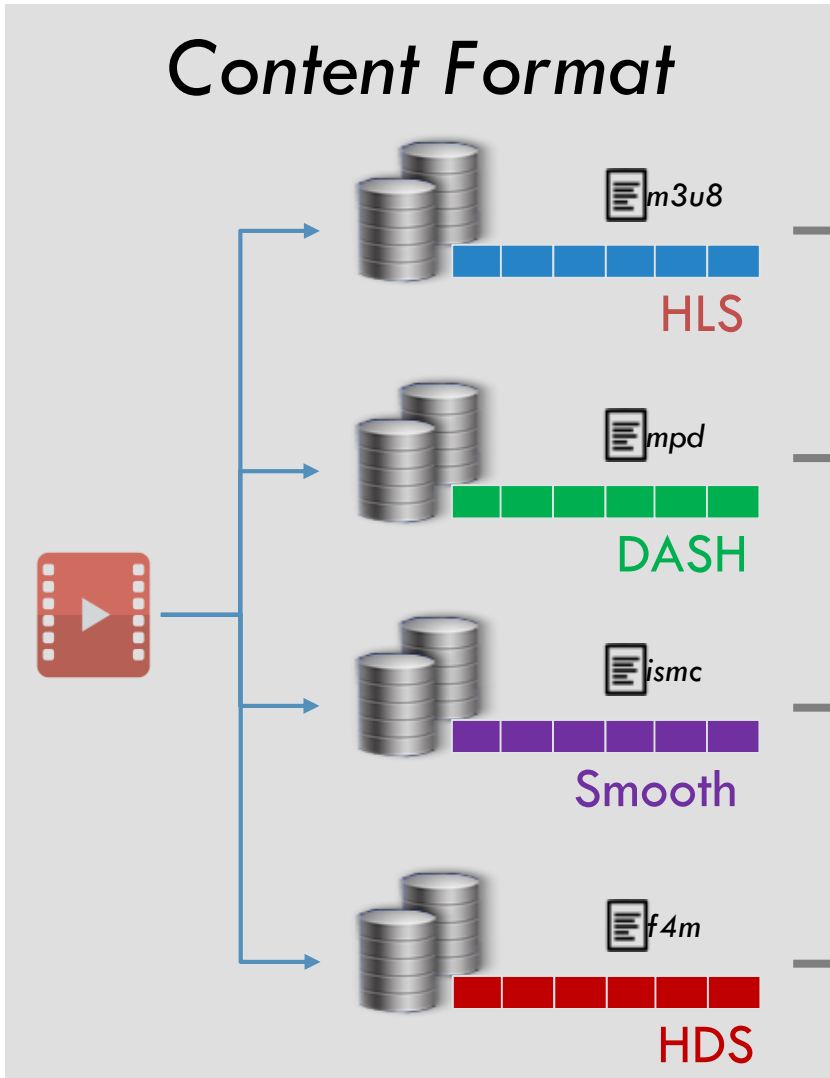 Content Format
m3u8
HLS
mpd
DASH
ismc
Smooth
f4m
HDS